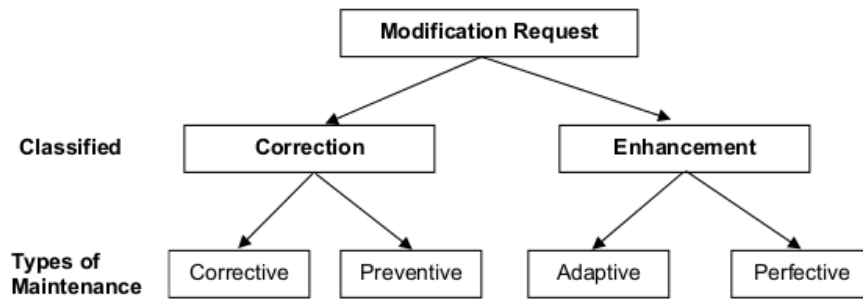 Modification Request
Classified
Correction
Enhancement
Types of
Maintenance
Corrective
Preventive
Adaptive
Perfective